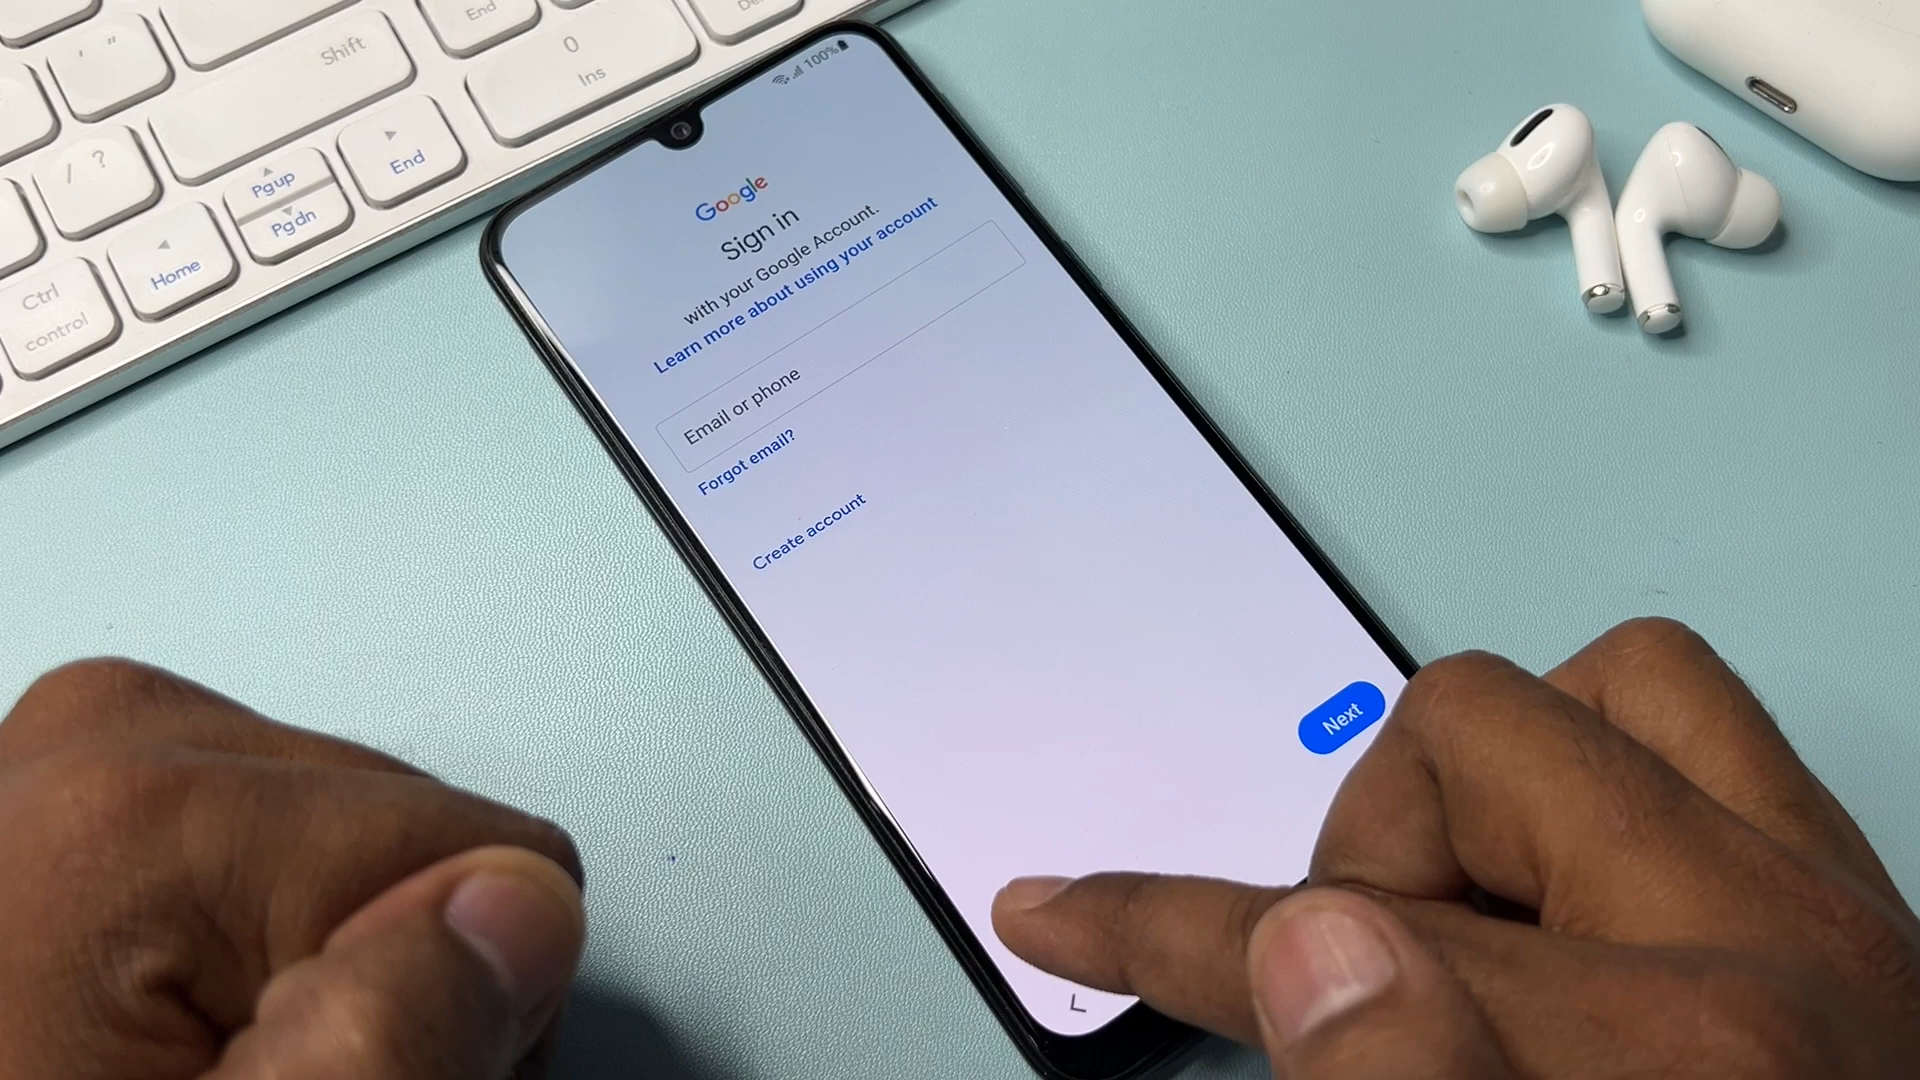 End
0
Ins
Shift
' "
/ ?
Pgup
Pgdn
End
Home
Ctrl
control
100%
Google
Sign in
with your Google Account.
Learn more about using your account
Email or phone
Forgot email?
Create account
Next